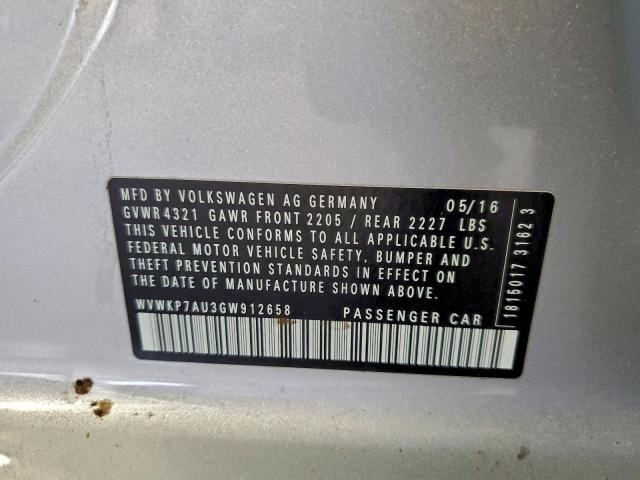 MFD BY VOLKSWAGEN AG GERMANY 05/16
GVWR 4321 GAWR FRONT 2205 / REAR 2227 LBS
THIS VEHICLE CONFORMS TO ALL APPLICABLE U.S.
FEDERAL MOTOR VEHICLE SAFETY, BUMPER AND
THEFT PREVENTION STANDARDS IN EFFECT ON
THE DATE OF MANUFACTURE SHOWN ABOVE.
WVWKP7AU3GW912658 PASSENGER CAR
1815017 3162 3